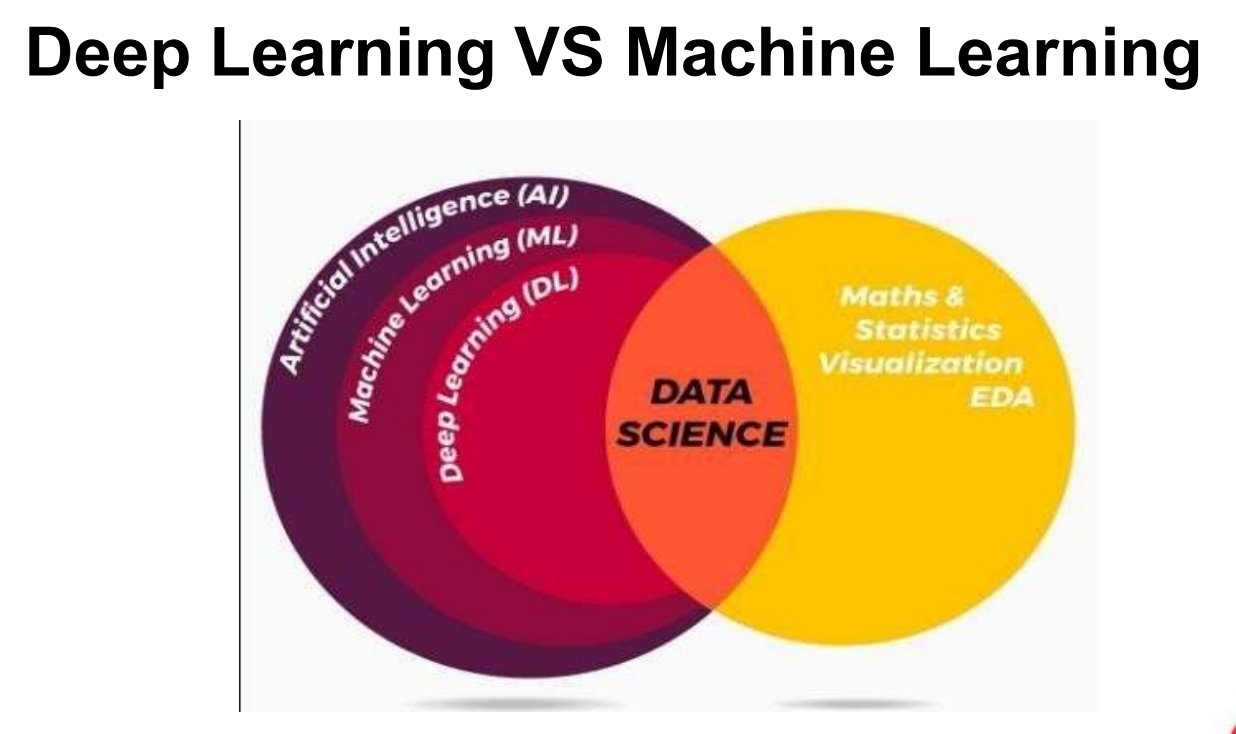 Deep Learning VS Machine Learning
Artificial Intelligence (AI)
Machine Learning (ML)
Deep Learning (DL)
DATA
SCIENCE
Maths &
Statistics
Visualization
EDA